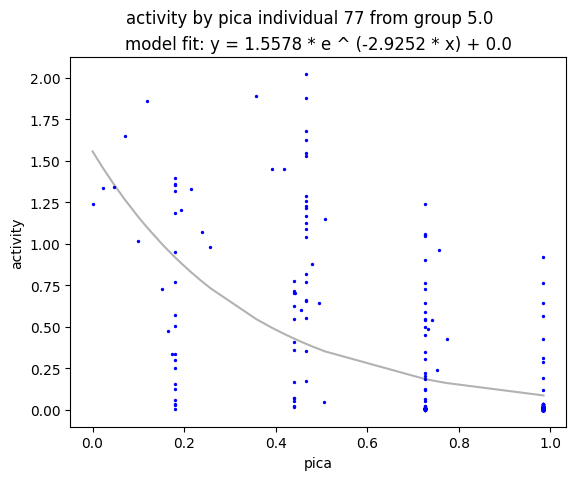 activity by pica individual 77 from group 5.0
model fit: y = 1.5578 * e ^ (-2.9252 * x) + 0.0
2.00
1.75
1.50
1.25
1.00
0.75
0.50
0.25
0.00
activity
0.0 0.2 0.4 0.6 0.8 1.0
pica